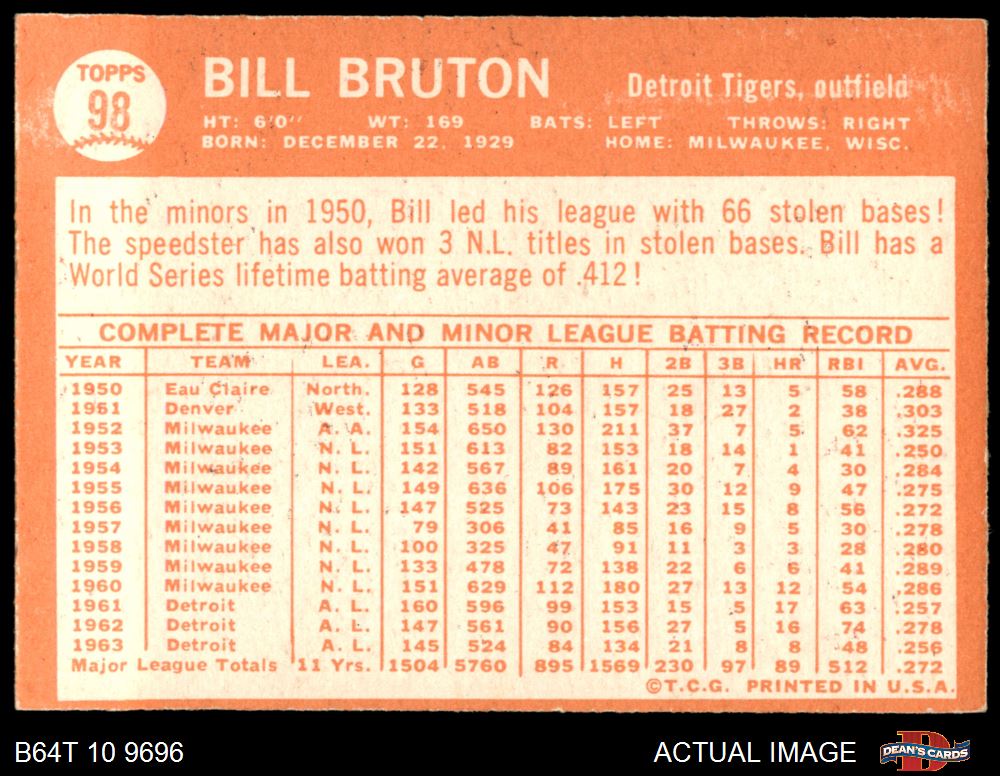 TOPPS
98
BILL BRUTON
Detroit Tigers, outfield
HT: 6'0'' WT: 169 BATS: LEFT THROWS: RIGHT
BORN: DECEMBER 22, 1929 HOME: MILWAUKEE, WISC.
In the minors in 1950, Bill led his league with 66 stolen bases!
The speedster has also won 3 N.L. titles in stolen bases. Bill has a
World Series lifetime batting average of .412!
COMPLETE MAJOR AND MINOR LEAGUE BATTING RECORD
YEAR TEAM LEA. G AB R H 2B 3B HR RBI AVG.
1950 Eau Claire North. 128 545 126 157 25 13 5 58 .288
1951 Denver West. 133 518 104 157 18 27 2 38 .303
1952 Milwaukee A. A. 154 650 130 211 37 7 5 62 .325
1953 Milwaukee N. L. 151 613 82 153 18 14 1 41 .250
1954 Milwaukee N. L. 142 567 89 161 20 7 4 30 .284
1955 Milwaukee N. L. 149 636 106 175 30 12 9 47 .275
1956 Milwaukee N. L. 147 525 73 143 23 15 8 56 .272
1957 Milwaukee N. L. 79 306 41 85 16 9 5 30 .278
1958 Milwaukee N. L. 100 325 47 91 11 3 3 28 .280
1959 Milwaukee N. L. 133 478 72 138 22 6 6 41 .289
1960 Milwaukee N. L. 151 629 112 180 27 13 12 54 .286
1961 Detroit A. L. 160 596 99 153 15 5 17 63 .257
1962 Detroit A. L. 147 561 90 156 27 5 16 74 .278
1963 Detroit A. L. 145 524 84 134 21 8 8 48 .256
Major League Totals 11 Yrs. 1504 5760 895 1569 230 97 89 512 .272
©T.C.G. PRINTED IN U.S.A.
B64T 10 9696
ACTUAL IMAGE
D
DEAN'S CARDS